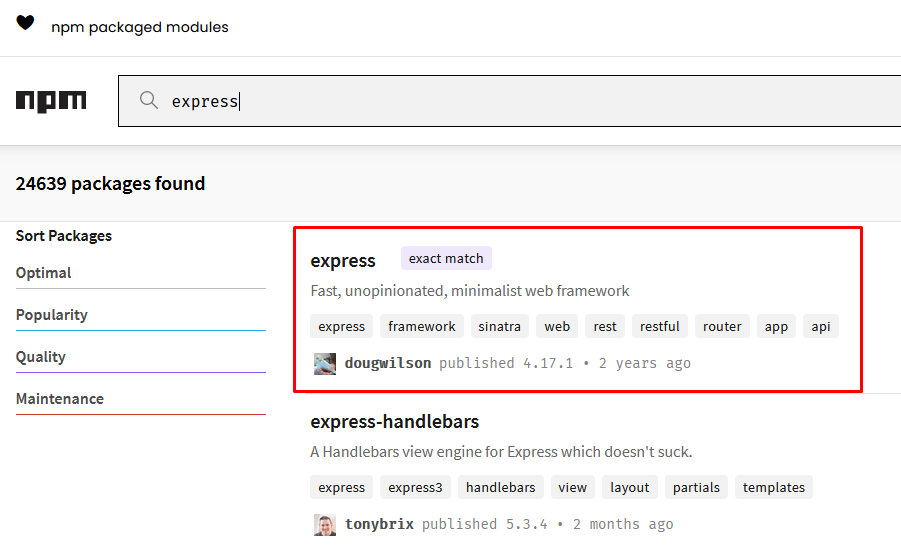 npm packaged modules
npm
express
24639 packages found
Sort Packages
Optimal
Popularity
Quality
Maintenance
express exact match
Fast, unopinionated, minimalist web framework
express framework sinatra web rest restful router app api
dougwilson published 4.17.1 • 2 years ago
express-handlebars
A Handlebars view engine for Express which doesn't suck.
express express3 handlebars view layout partials templates
tonybrix published 5.3.4 • 2 months ago